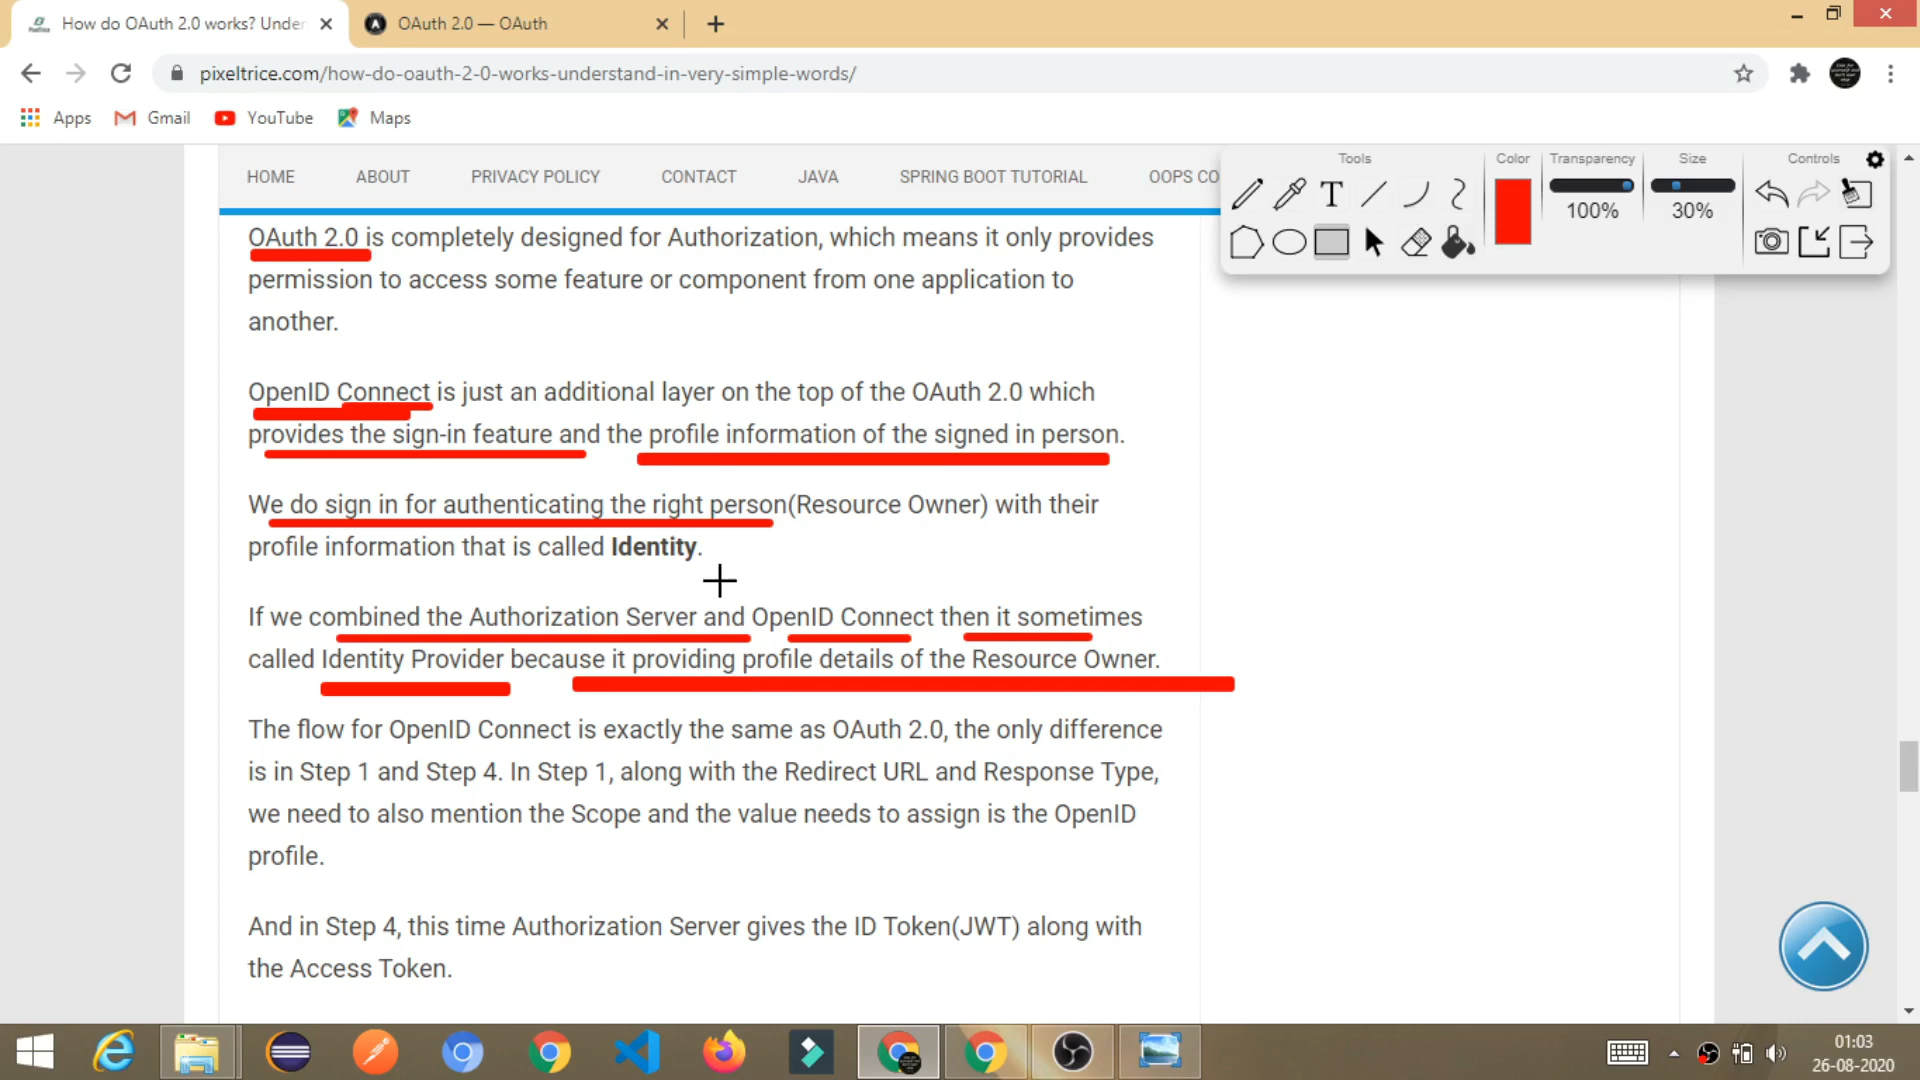 How do OAuth 2.0 works? Under
OAuth 2.0 — OAuth
pixeltrice.com/how-do-oauth-2-0-works-understand-in-very-simple-words/
Apps
Gmail
YouTube
Maps
HOME
ABOUT
PRIVACY POLICY
CONTACT
JAVA
SPRING BOOT TUTORIAL
OOPS CO
Tools
Color
Transparency
Size
Controls
100%
30%
OAuth 2.0 is completely designed for Authorization, which means it only provides
permission to access some feature or component from one application to
another.
OpenID Connect is just an additional layer on the top of the OAuth 2.0 which
provides the sign-in feature and the profile information of the signed in person.
We do sign in for authenticating the right person(Resource Owner) with their
profile information that is called Identity.
If we combined the Authorization Server and OpenID Connect then it sometimes
called Identity Provider because it providing profile details of the Resource Owner.
The flow for OpenID Connect is exactly the same as OAuth 2.0, the only difference
is in Step 1 and Step 4. In Step 1, along with the Redirect URL and Response Type,
we need to also mention the Scope and the value needs to assign is the OpenID
profile.
And in Step 4, this time Authorization Server gives the ID Token(JWT) along with
the Access Token.
01:03
26-08-2020